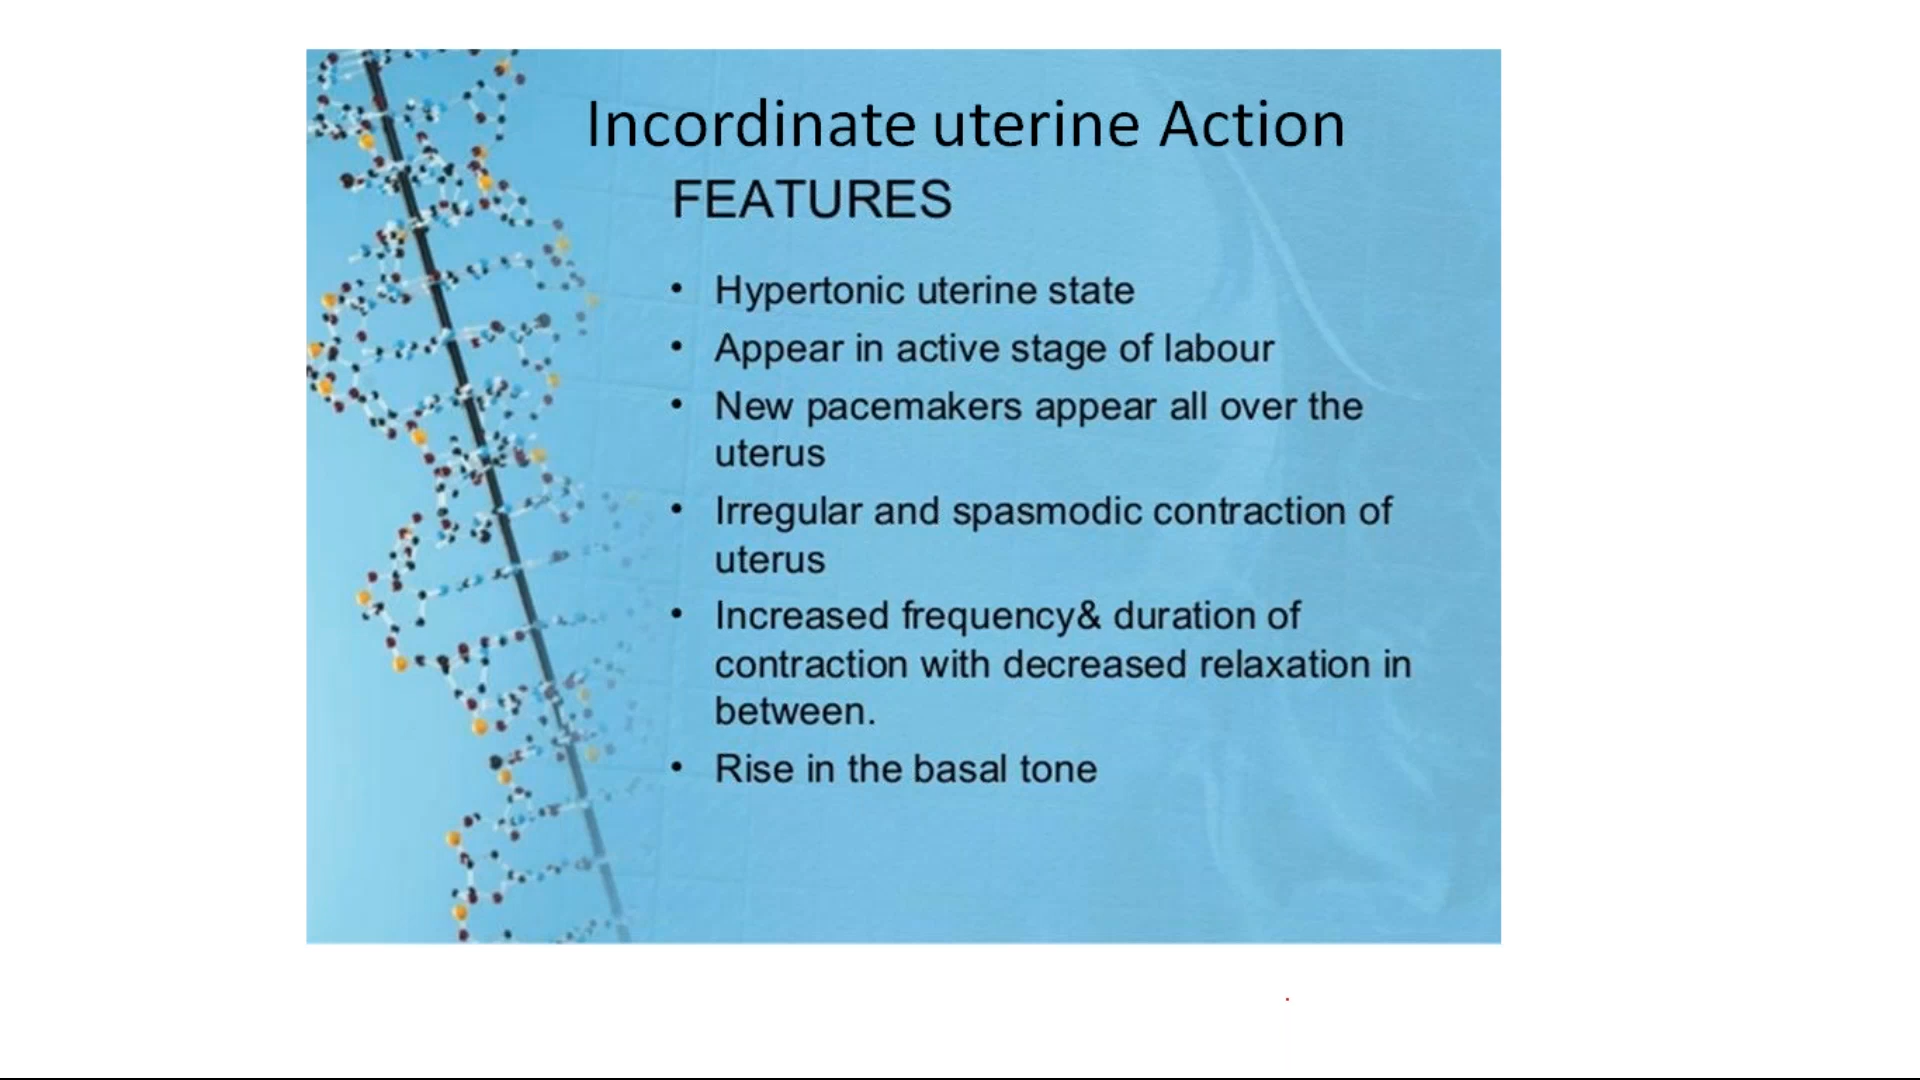 Incordinate uterine Action
FEATURES
• Hypertonic uterine state
• Appear in active stage of labour
• New pacemakers appear all over the
uterus
• Irregular and spasmodic contraction of
uterus
• Increased frequency& duration of
contraction with decreased relaxation in
between.
• Rise in the basal tone